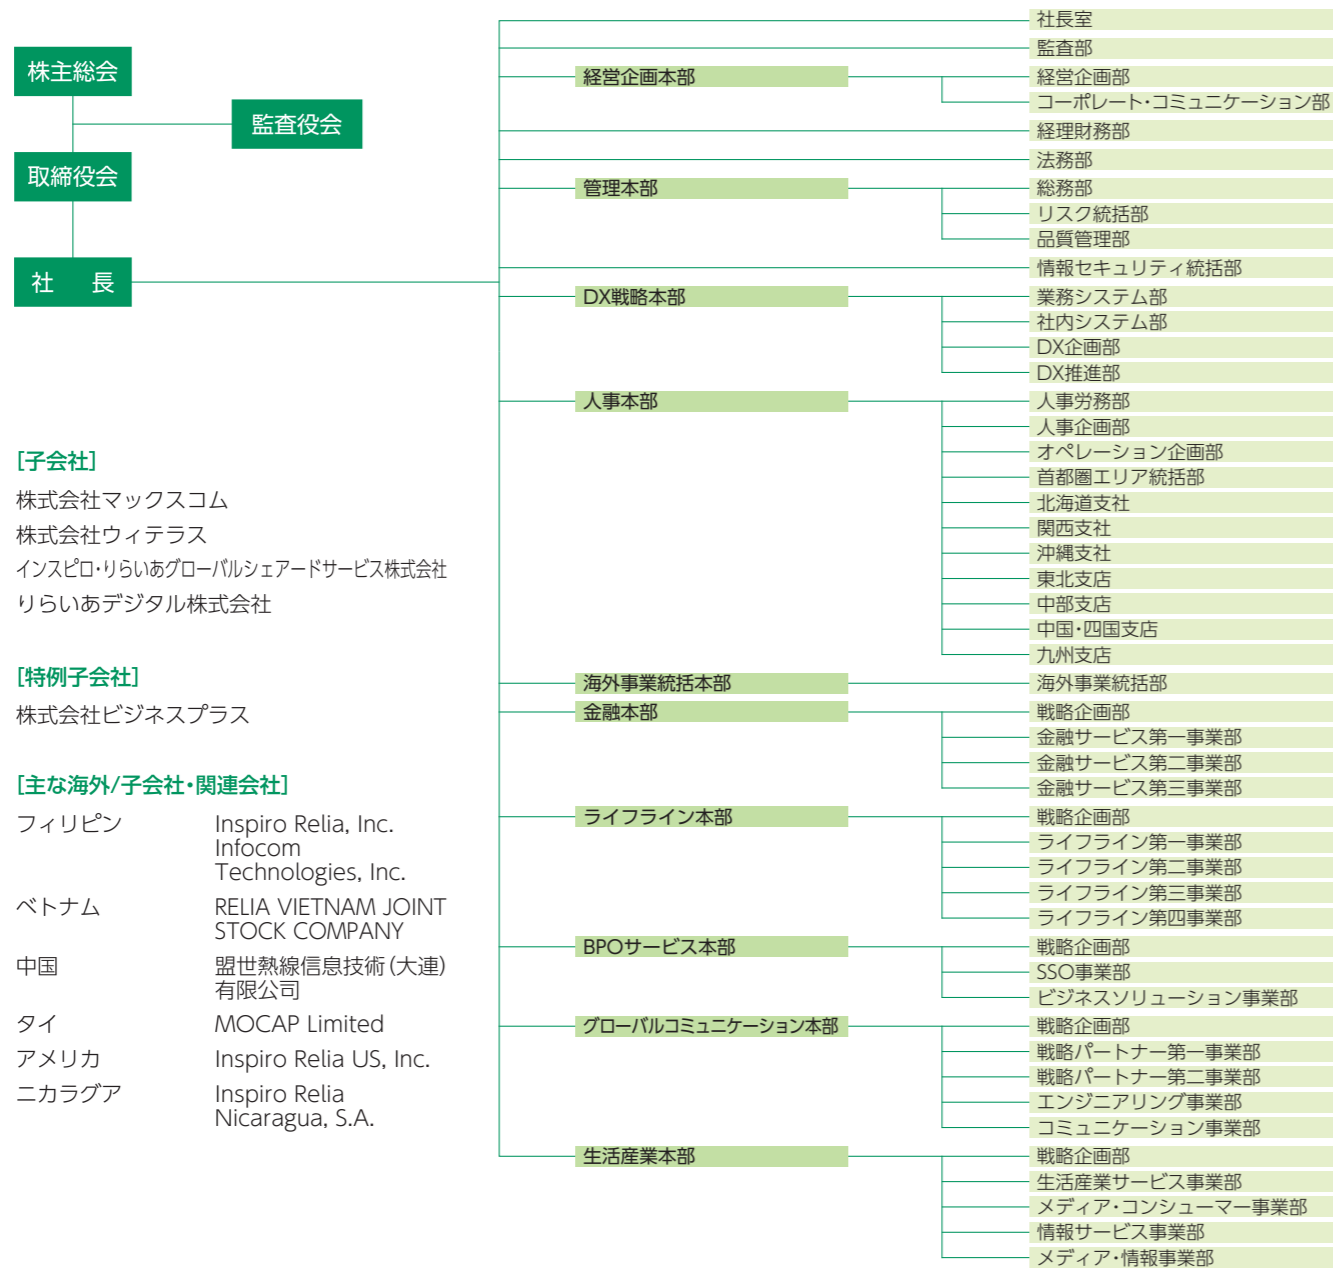 株主総会
監査役会
取締役会
社　長
社長室
監査部
経営企画本部
経営企画部
コーポレート・コミュニケーション部
経理財務部
法務部
管理本部
総務部
リスク統括部
品質管理部
情報セキュリティ統括部
DX戦略本部
業務システム部
社内システム部
DX企画部
DX推進部
人事本部
人事労務部
人事企画部
オペレーション企画部
首都圏エリア統括部
北海道支社
関西支社
沖縄支社
東北支店
中部支店
中国・四国支店
九州支店
海外事業統括本部
海外事業統括部
金融本部
戦略企画部
金融サービス第一事業部
金融サービス第二事業部
金融サービス第三事業部
ライフライン本部
戦略企画部
ライフライン第一事業部
ライフライン第二事業部
ライフライン第三事業部
ライフライン第四事業部
BPOサービス本部
戦略企画部
SSO事業部
ビジネスソリューション事業部
グローバルコミュニケーション本部
戦略企画部
戦略パートナー第一事業部
戦略パートナー第二事業部
エンジニアリング事業部
コミュニケーション事業部
生活産業本部
戦略企画部
生活産業サービス事業部
メディア・コンシューマー事業部
情報サービス事業部
メディア・情報事業部
[子会社]
株式会社マックスコム
株式会社ウィテラス
インスピロ・りらいあグローバルシェアードサービス株式会社
りらいあデジタル株式会社
[特例子会社]
株式会社ビジネスプラス
[主な海外/子会社・関連会社]
フィリピン Inspiro Relia, Inc.
Infocom
Technologies, Inc.
ベトナム RELIA VIETNAM JOINT
STOCK COMPANY
中国 盟世熱線信息技術(大連)
有限公司
タイ MOCAP Limited
アメリカ Inspiro Relia US, Inc.
ニカラグア Inspiro Relia
Nicaragua, S.A.